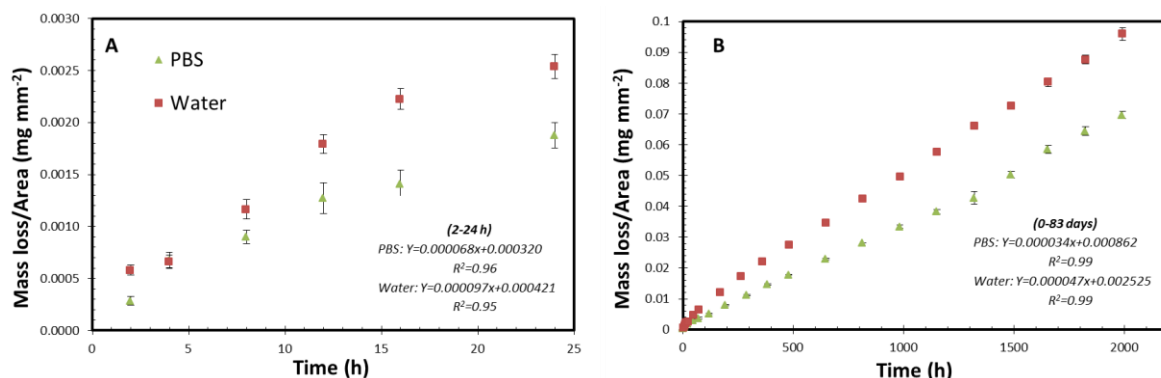 A
PBS
Water
Mass loss/Area (mg mm-2)
0.0030
0.0025
0.0020
0.0015
0.0010
0.0005
0.0000
(2-24 h)
PBS: Y=0.000068x+0.000320
R2=0.96
Water: Y=0.000097x+0.000421
R2=0.95
0 5 10 15 20 25
Time (h)
B
Mass loss/Area (mg mm-2)
0.1
0.09
0.08
0.07
0.06
0.05
0.04
0.03
0.02
0.01
0
(0-83 days)
PBS: Y=0.000034x+0.000862
R2=0.99
Water: Y=0.000047x+0.002525
R2=0.99
0 500 1000 1500 2000
Time (h)